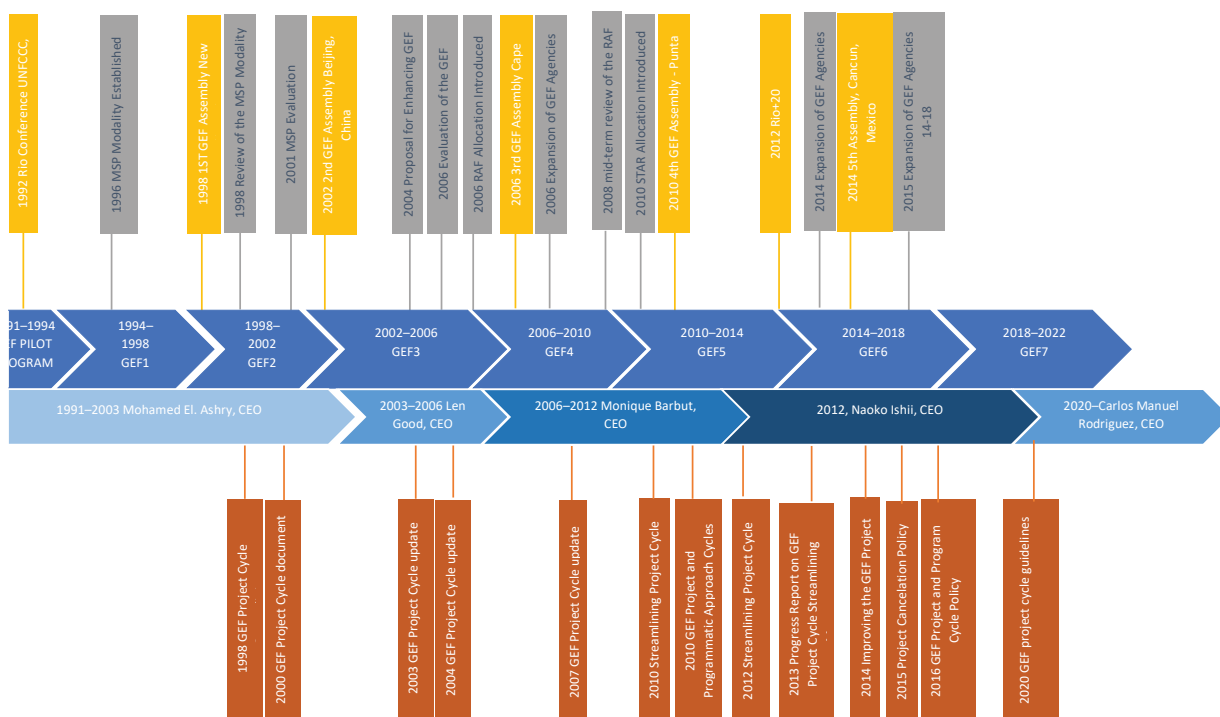 1992 Rio Conference UNFCCC,
1996 MSP Modality Established
1998 1ST GEF Assembly New
1998 Review of the MSP Modality
2001 MSP Evaluation
2002 2nd GEF Assembly Beijing,
China
2004 Proposal for Enhancing GEF
2006 Evaluation of the GEF
2006 RAF Allocation Introduced
2006 3rd GEF Assembly Cape
2006 Expansion of GEF Agencies
2008 mid-term review of the RAF
2010 STAR Allocation Introduced
2010 4th GEF Assembly - Punta
2012 Rio+20
2014 Expansion of GEF Agencies
2014 5th Assembly, Cancun,
Mexico
2015 Expansion of GEF Agencies
14-18
91–1994
PILOT
OGRAM
1994–
1998
GEF1
1998–
2002
GEF2
2002–2006
GEF3
2006–2010
GEF4
2010–2014
GEF5
2014–2018
GEF6
2018–2022
GEF7
1991–2003 Mohamed El. Ashry, CEO
2003–2006 Len
Good, CEO
2006–2012 Monique Barbut,
CEO
2012, Naoko Ishii, CEO
2020–Carlos Manuel
Rodriguez, CEO
1998 GEF Project Cycle
2000 GEF Project Cycle document
2003 GEF Project Cycle update
2004 GEF Project Cycle update
2007 GEF Project Cycle update
2010 Streamlining Project Cycle
2010 GEF Project and
Programmatic Approach Cycles
2012 Streamlining Project Cycle
2013 Progress Report on GEF
Project Cycle Streamlining
2014 Improving the GEF Project
2015 Project Cancelation Policy
2016 GEF Project and Program
Cycle Policy
2020 GEF project cycle guidelines